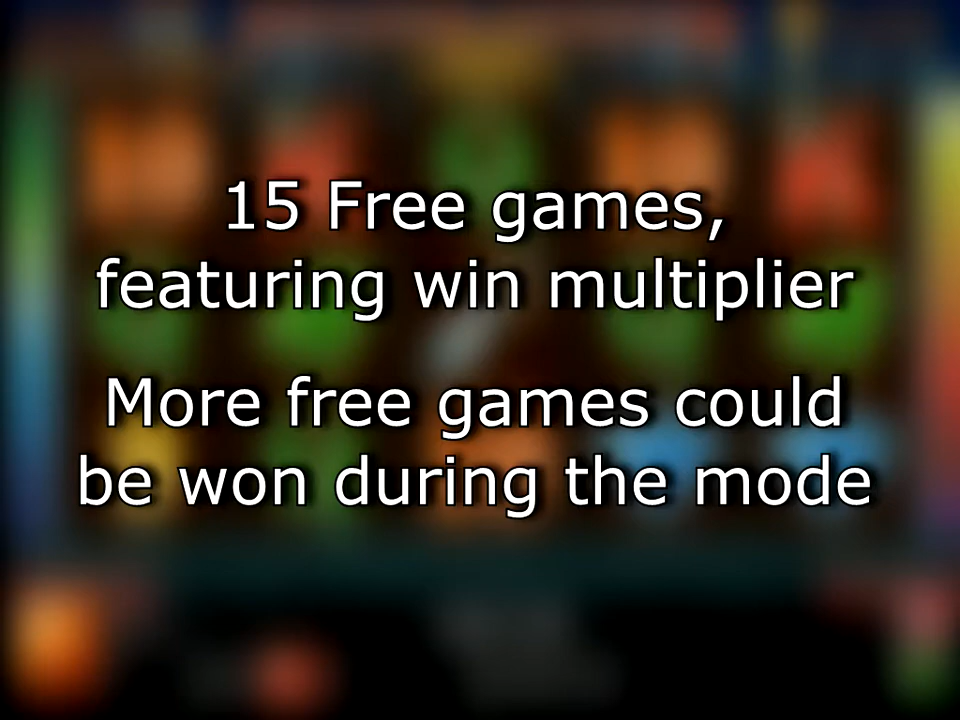 15 Free games,
featuring win multiplier
More free games could
be won during the mode